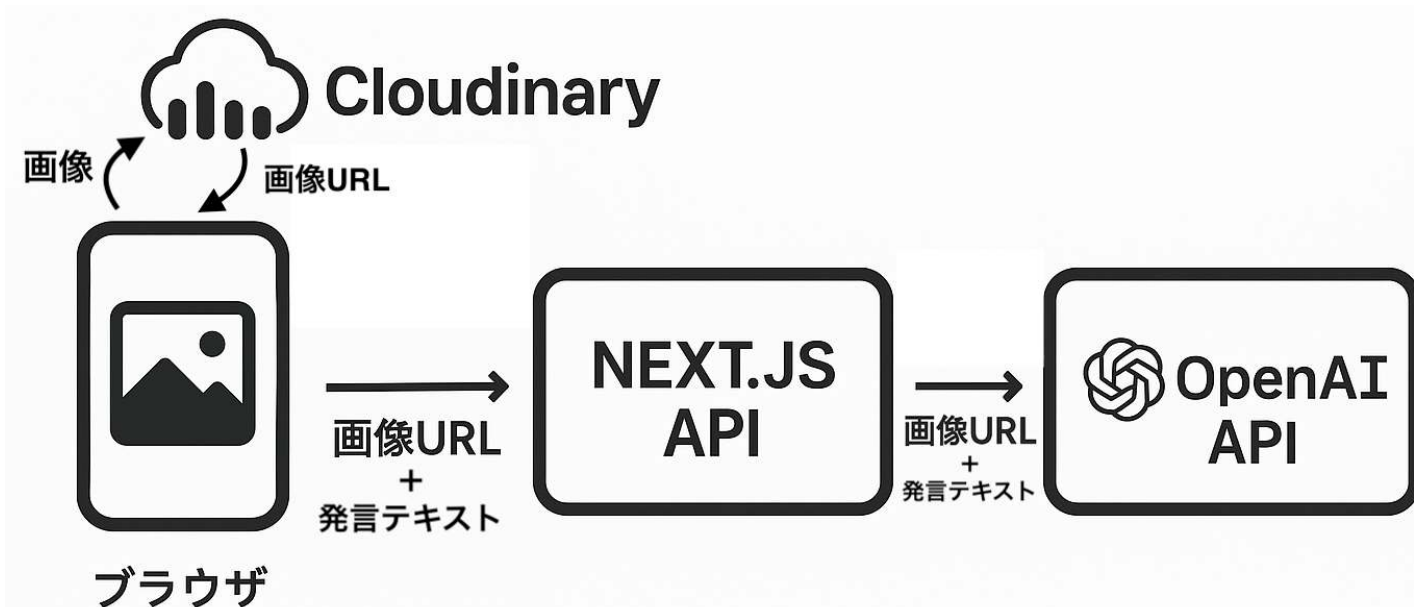 Cloudinary
画像
画像URL
NEXT.JS
API
OpenAI
API
画像URL
+
発言テキスト
画像URL
+
発言テキスト
ブラウザ